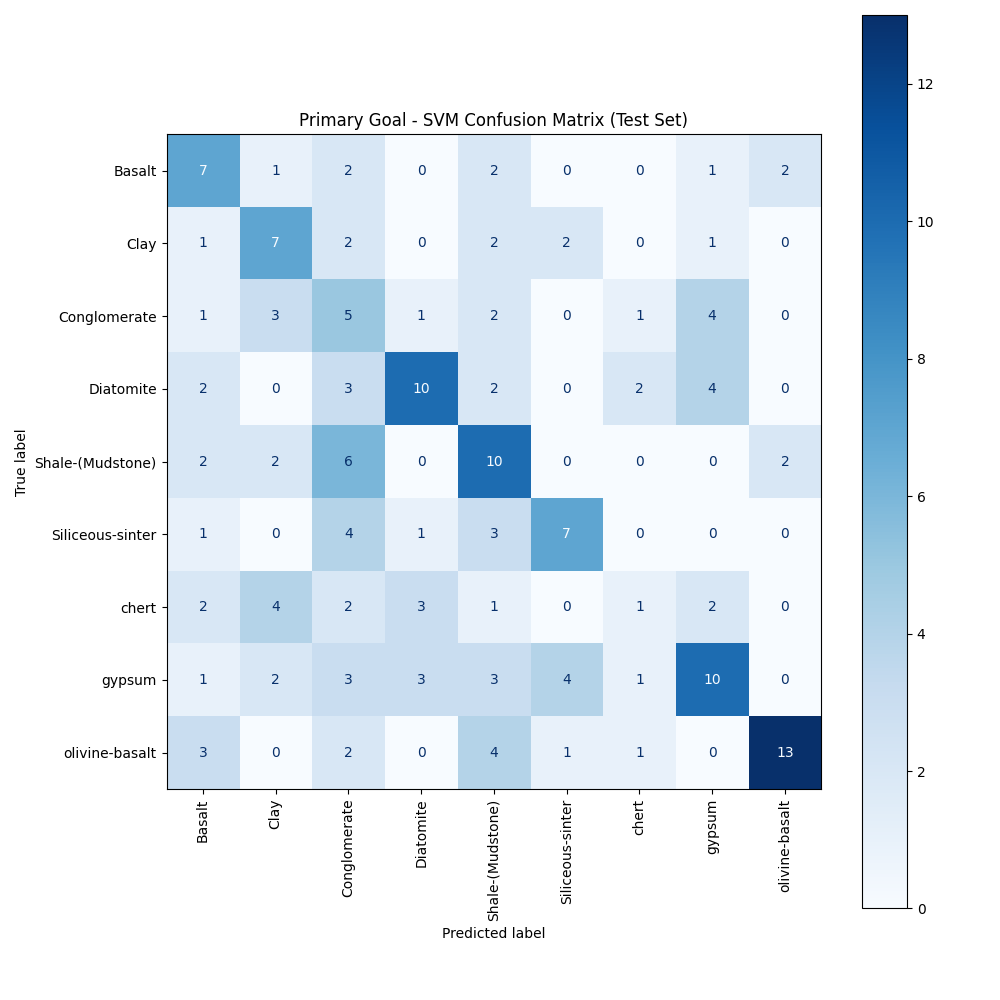 Primary Goal - SVM Confusion Matrix (Test Set)
True label
Basalt 7 1 2 0 2 0 0 1 2
Clay 1 7 2 0 2 2 0 1 0
Conglomerate 1 3 5 1 2 0 1 4 0
Diatomite 2 0 3 10 2 0 2 4 0
Shale-(Mudstone) 2 2 6 0 10 0 0 0 2
Siliceous-sinter 1 0 4 1 3 7 0 0 0
chert 2 4 2 3 1 0 1 2 0
gypsum 1 2 3 3 3 4 1 10 0
olivine-basalt 3 0 2 0 4 1 1 0 13
Basalt
Clay
Conglomerate
Diatomite
Shale-(Mudstone)
Siliceous-sinter
chert
gypsum
olivine-basalt
Predicted label
12
10
8
6
4
2
0